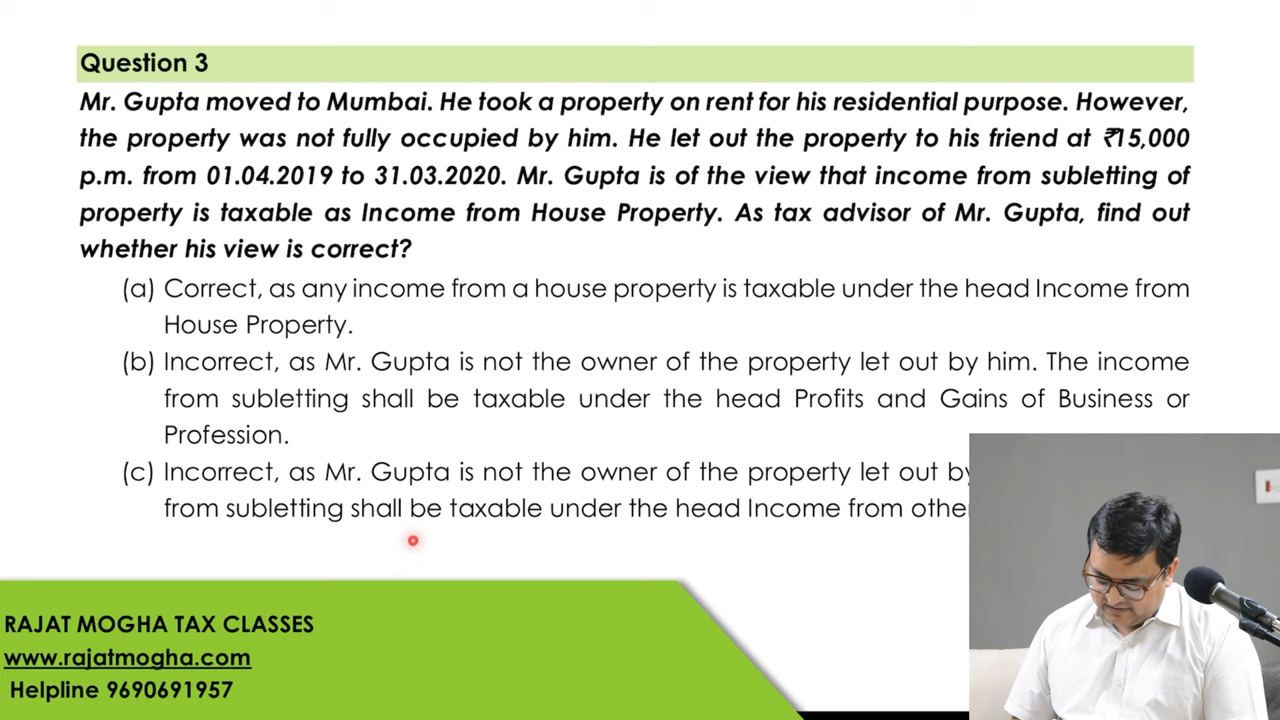 Question 3
Mr. Gupta moved to Mumbai. He took a property on rent for his residential purpose. However,
the property was not fully occupied by him. He let out the property to his friend at ₹15,000
p.m. from 01.04.2019 to 31.03.2020. Mr. Gupta is of the view that income from subletting of
property is taxable as Income from House Property. As tax advisor of Mr. Gupta, find out
whether his view is correct?
(a) Correct, as any income from a house property is taxable under the head Income from
House Property.
(b) Incorrect, as Mr. Gupta is not the owner of the property let out by him. The income
from subletting shall be taxable under the head Profits and Gains of Business or
Profession.
(c) Incorrect, as Mr. Gupta is not the owner of the property let out by
from subletting shall be taxable under the head Income from other
RAJAT MOGHA TAX CLASSES
www.rajatmogha.com
Helpline 9690691957